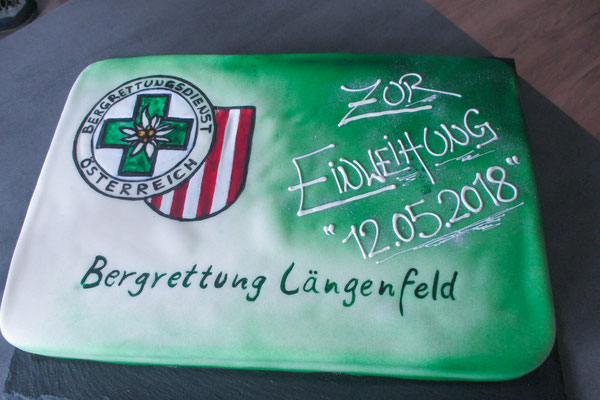 BERGRETTUNGSDIENST
ÖSTERREICH
ZUR
EINWEIHUNG
"12.05.2018"
Bergrettung Längenfeld